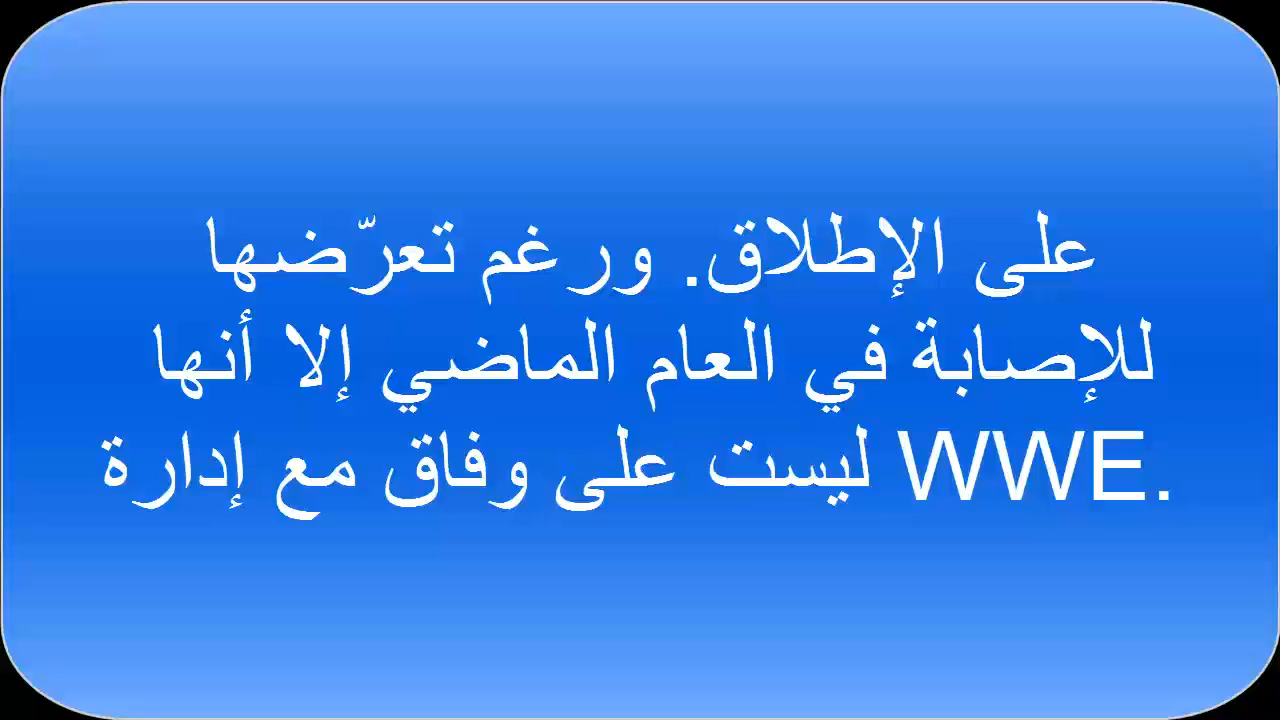 على الإطلاق. ورغم تعرّضها
للإصابة في العام الماضي إلا أنها
ليست على وفاق مع إدارة WWE.